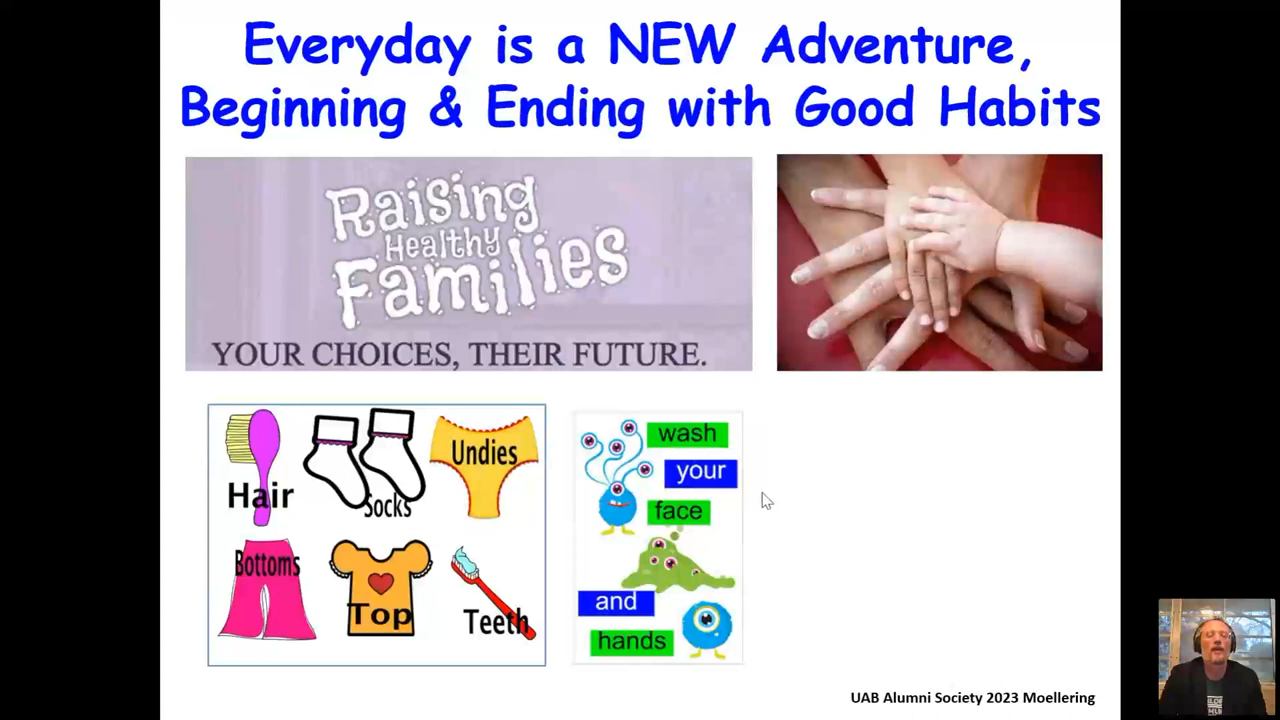 Everyday is a NEW Adventure,
Beginning & Ending with Good Habits
Raising
Healthy
Families
YOUR CHOICES, THEIR FUTURE.
Hair
Socks
Undies
Bottoms
Top
Teeth
wash
your
face
and
hands
UAB Alumni Society 2023 Moellering